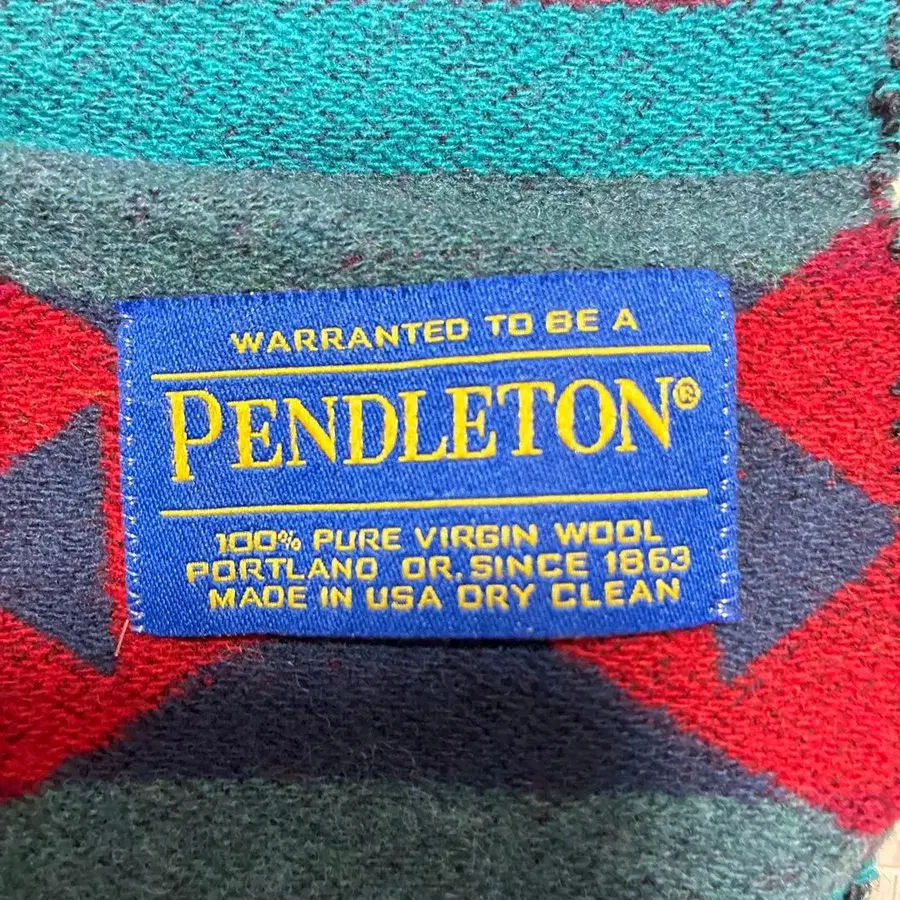 WARRANTED TO BE A
PENDLETON®
100% PURE VIRGIN WOOL
PORTLAND OR. SINCE 1863
MADE IN USA DRY CLEAN